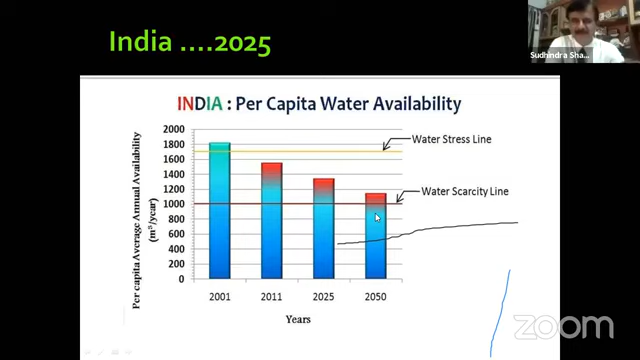 India ....2025
Sudhindra Sha...
INDIA : Per Capita Water Availability
Per capita Average Annual Availability
(m³/year)
2000
1800
1600
1400
1200
1000
800
600
400
200
0
Water Stress Line
Water Scarcity Line
2001 2011 2025 2050
Years
zoom